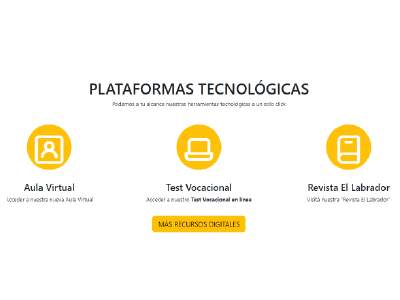 PLATAFORMAS TECNOLÓGICAS
Podemos a tu alcance nuestras herramientas tecnológicas a un solo click
Aula Virtual
Acceder a nuestra nueva Aula Virtual
Test Vocacional
Acceder a nuestro Test Vocacional en línea
Revista El Labrador
Visitá nuestra "Revista El Labrador"
MÁS RECURSOS DIGITALES